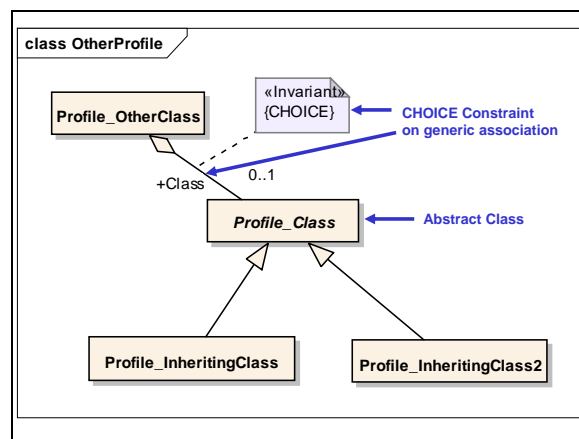 class OtherProfile
«Invariant»
{CHOICE}
Profile_OtherClass
CHOICE Constraint
on generic association
+Class
0..1
Profile_Class
Abstract Class
Profile_InheritingClass
Profile_InheritingClass2